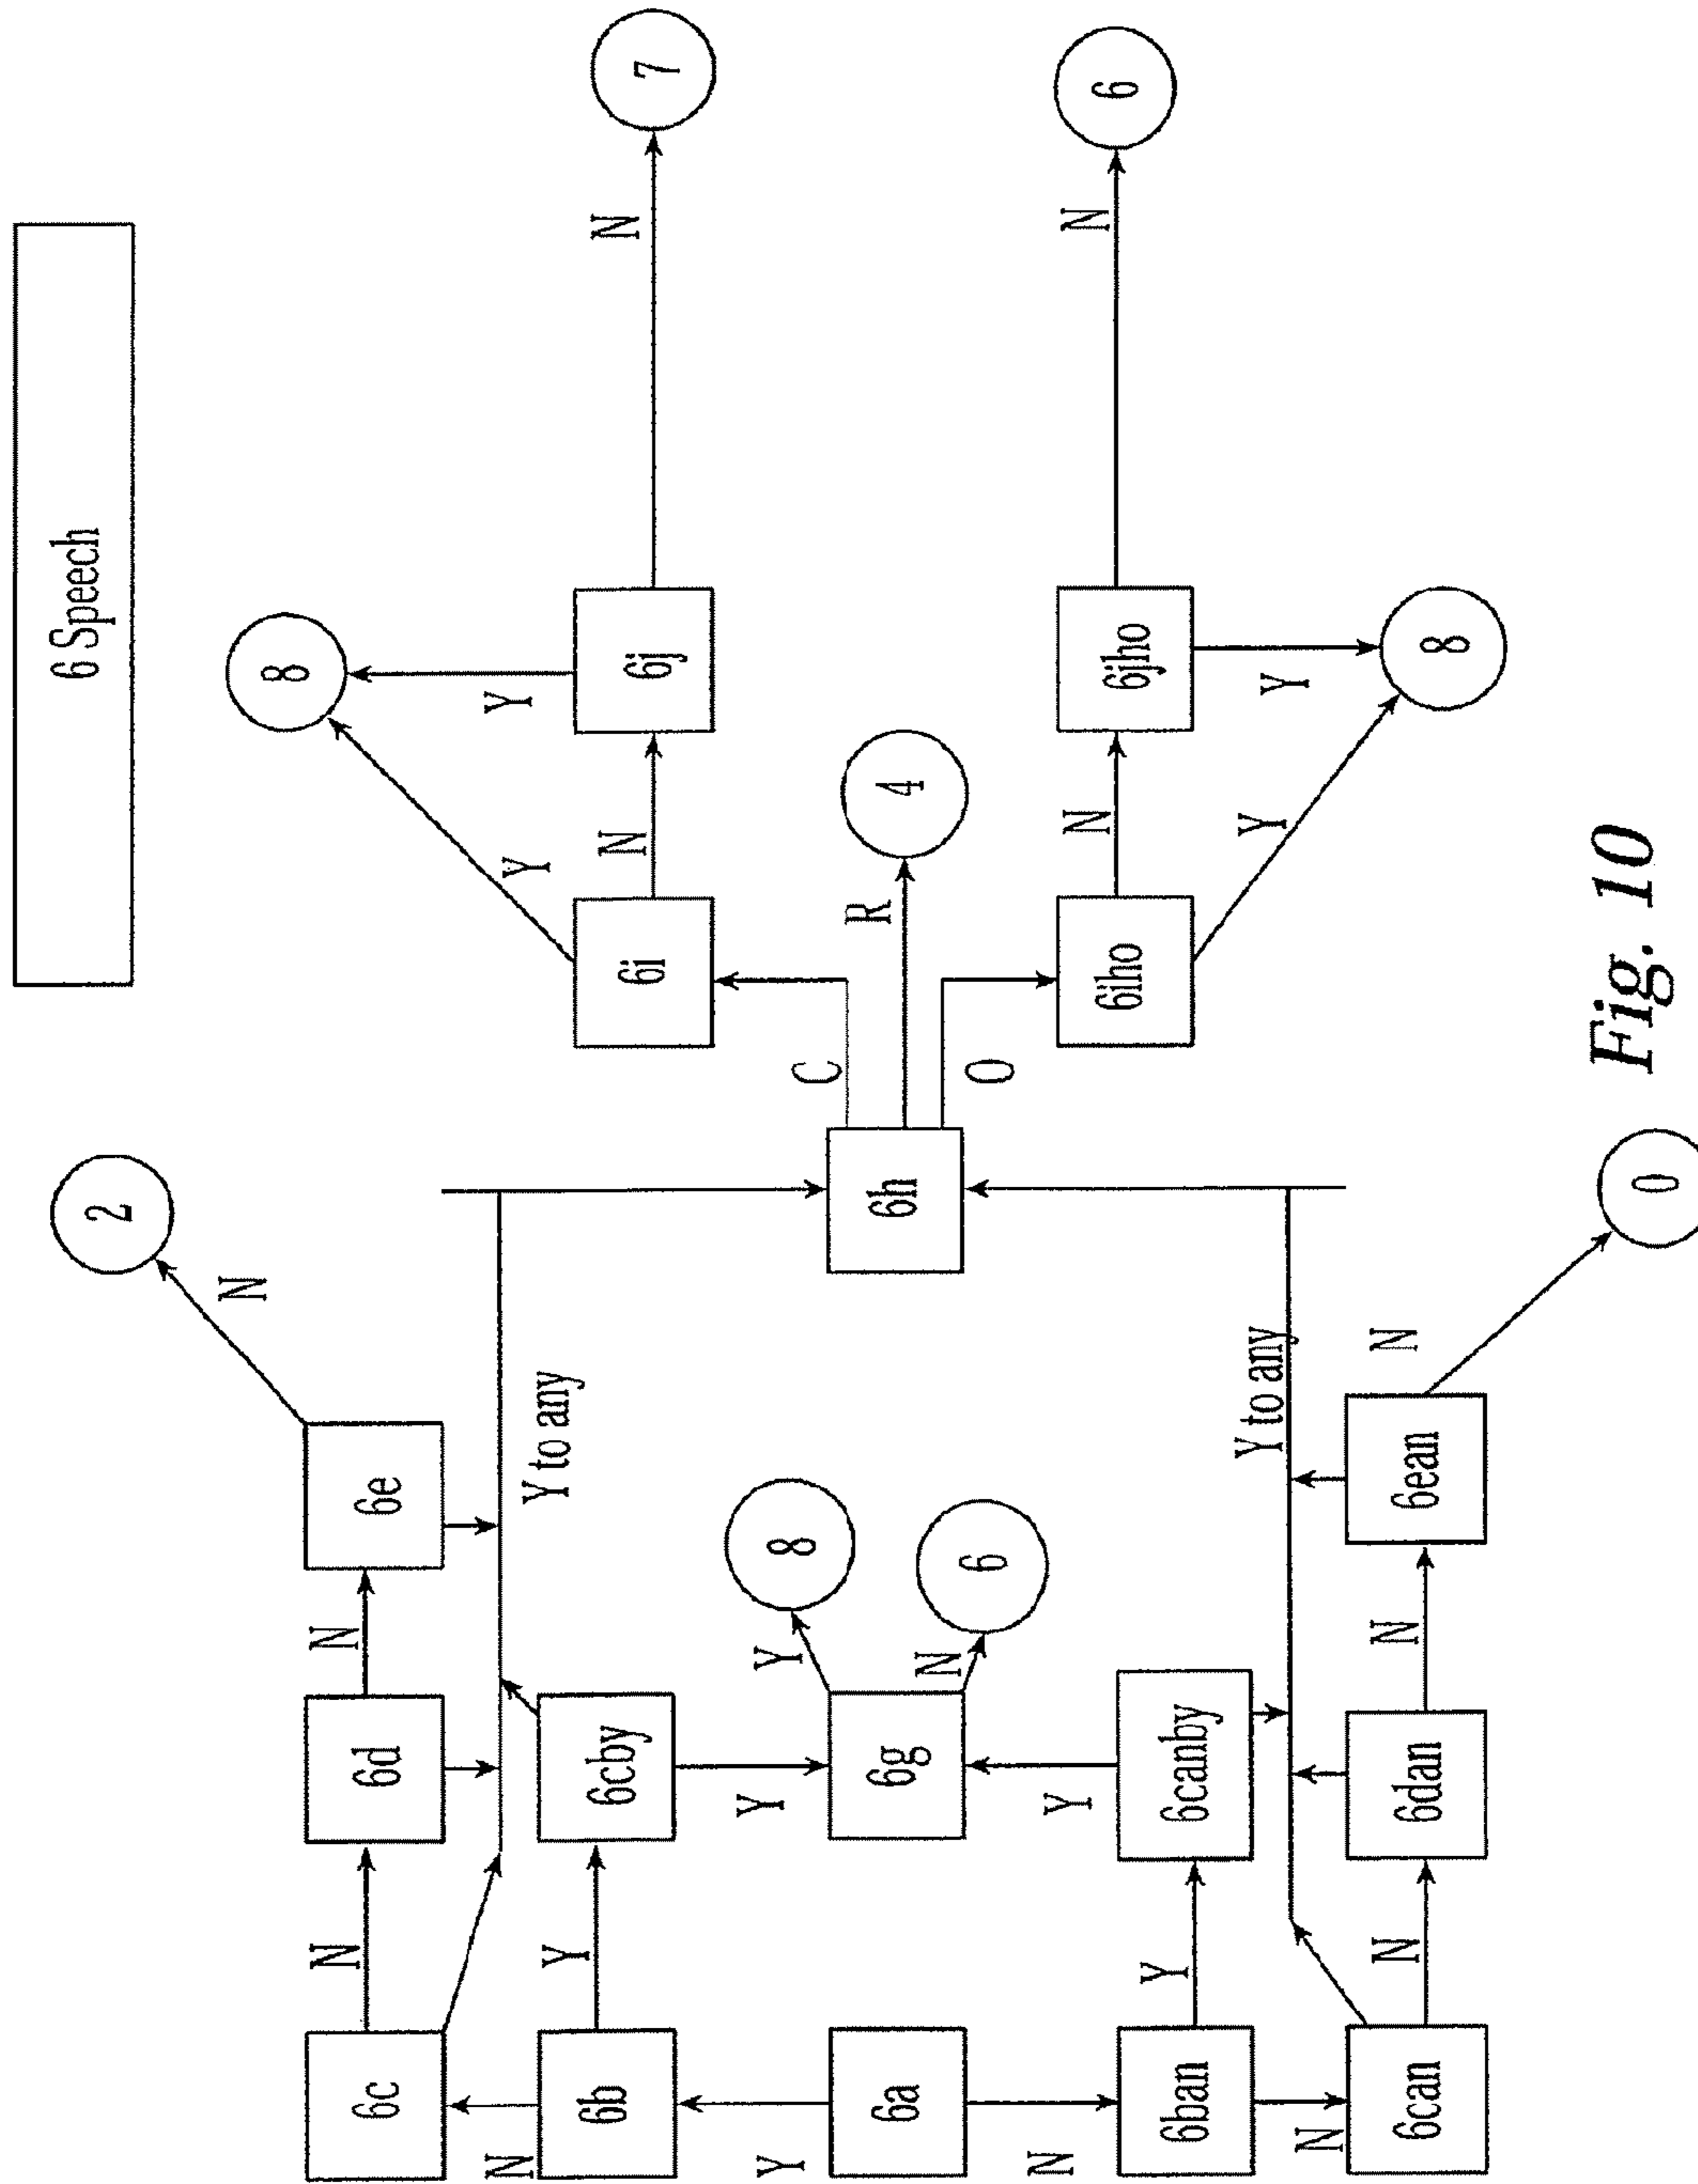 6 Speech
2
N
8
N N
6c 6d 6e
N Y Y
Y to any
Y
N N
6b 6cby 6i 6j 7
Y Y Y 8 C
R
6a 6g N 6h 4
6 O
N Y N N
6iho 6jho 6
Y
6ban 6canby
Y to any Y Y
N N N N
6can 6dan 6ean 8
Fig. 10
0